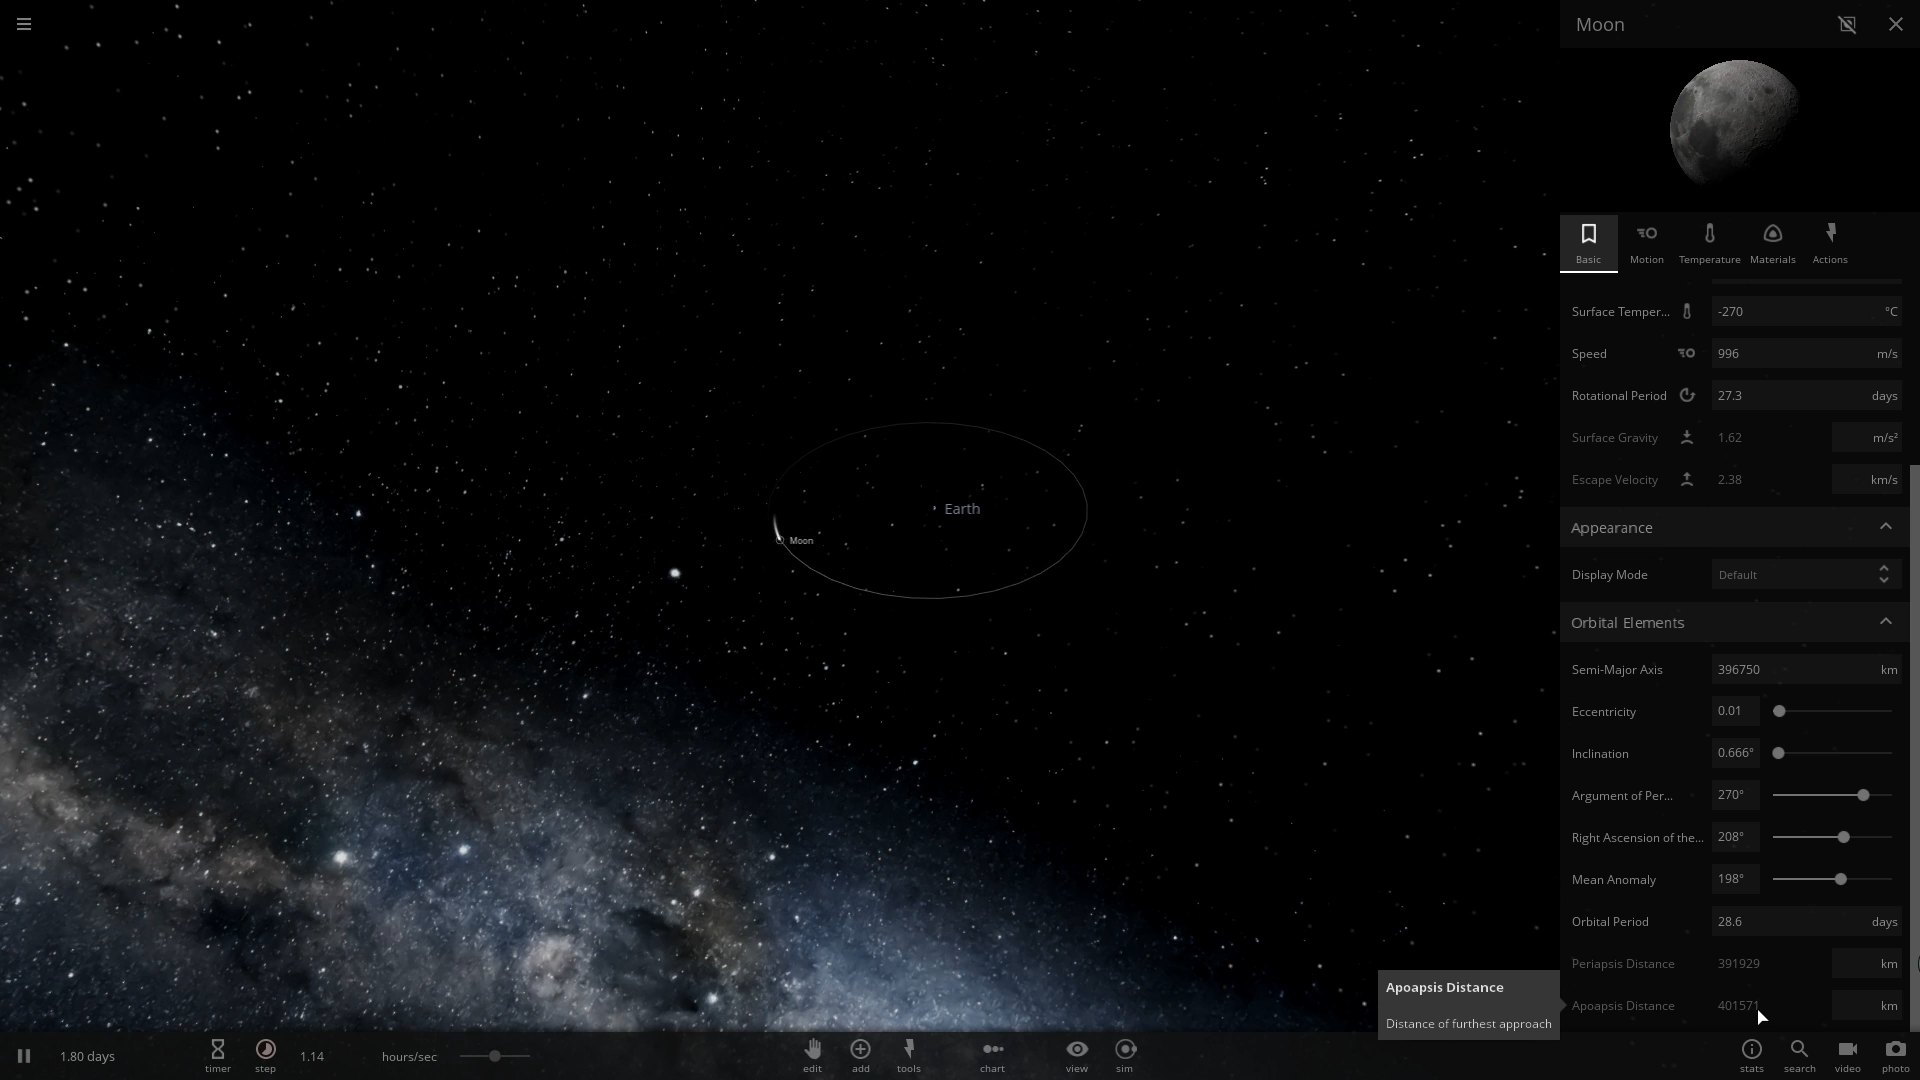 Moon
Basic
Motion
Temperature
Materials
Actions
Surface Temper... -270 °C
Speed 996 m/s
Rotational Period 27.3 days
Surface Gravity 1.62 m/s²
Escape Velocity 2.38 km/s
Appearance
Display Mode Default
Orbital Elements
Semi-Major Axis 396750 km
Eccentricity 0.01
Inclination 0.666°
Argument of Per... 270°
Right Ascension of the... 208°
Mean Anomaly 198°
Orbital Period 28.6 days
Periapsis Distance 391929 km
Apoapsis Distance 401571 km
Earth
Moon
Apoapsis Distance
Distance of furthest approach
1.80 days
timer
step
1.14 hours/sec
edit
add
tools
chart
view
sim
stats
search
video
photo